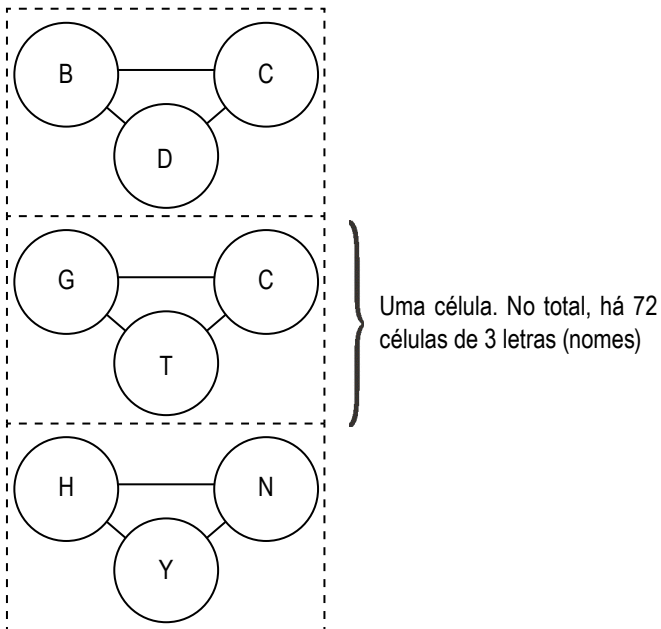 B C
D
G C
T
Uma célula. No total, há 72
células de 3 letras (nomes)
H N
Y